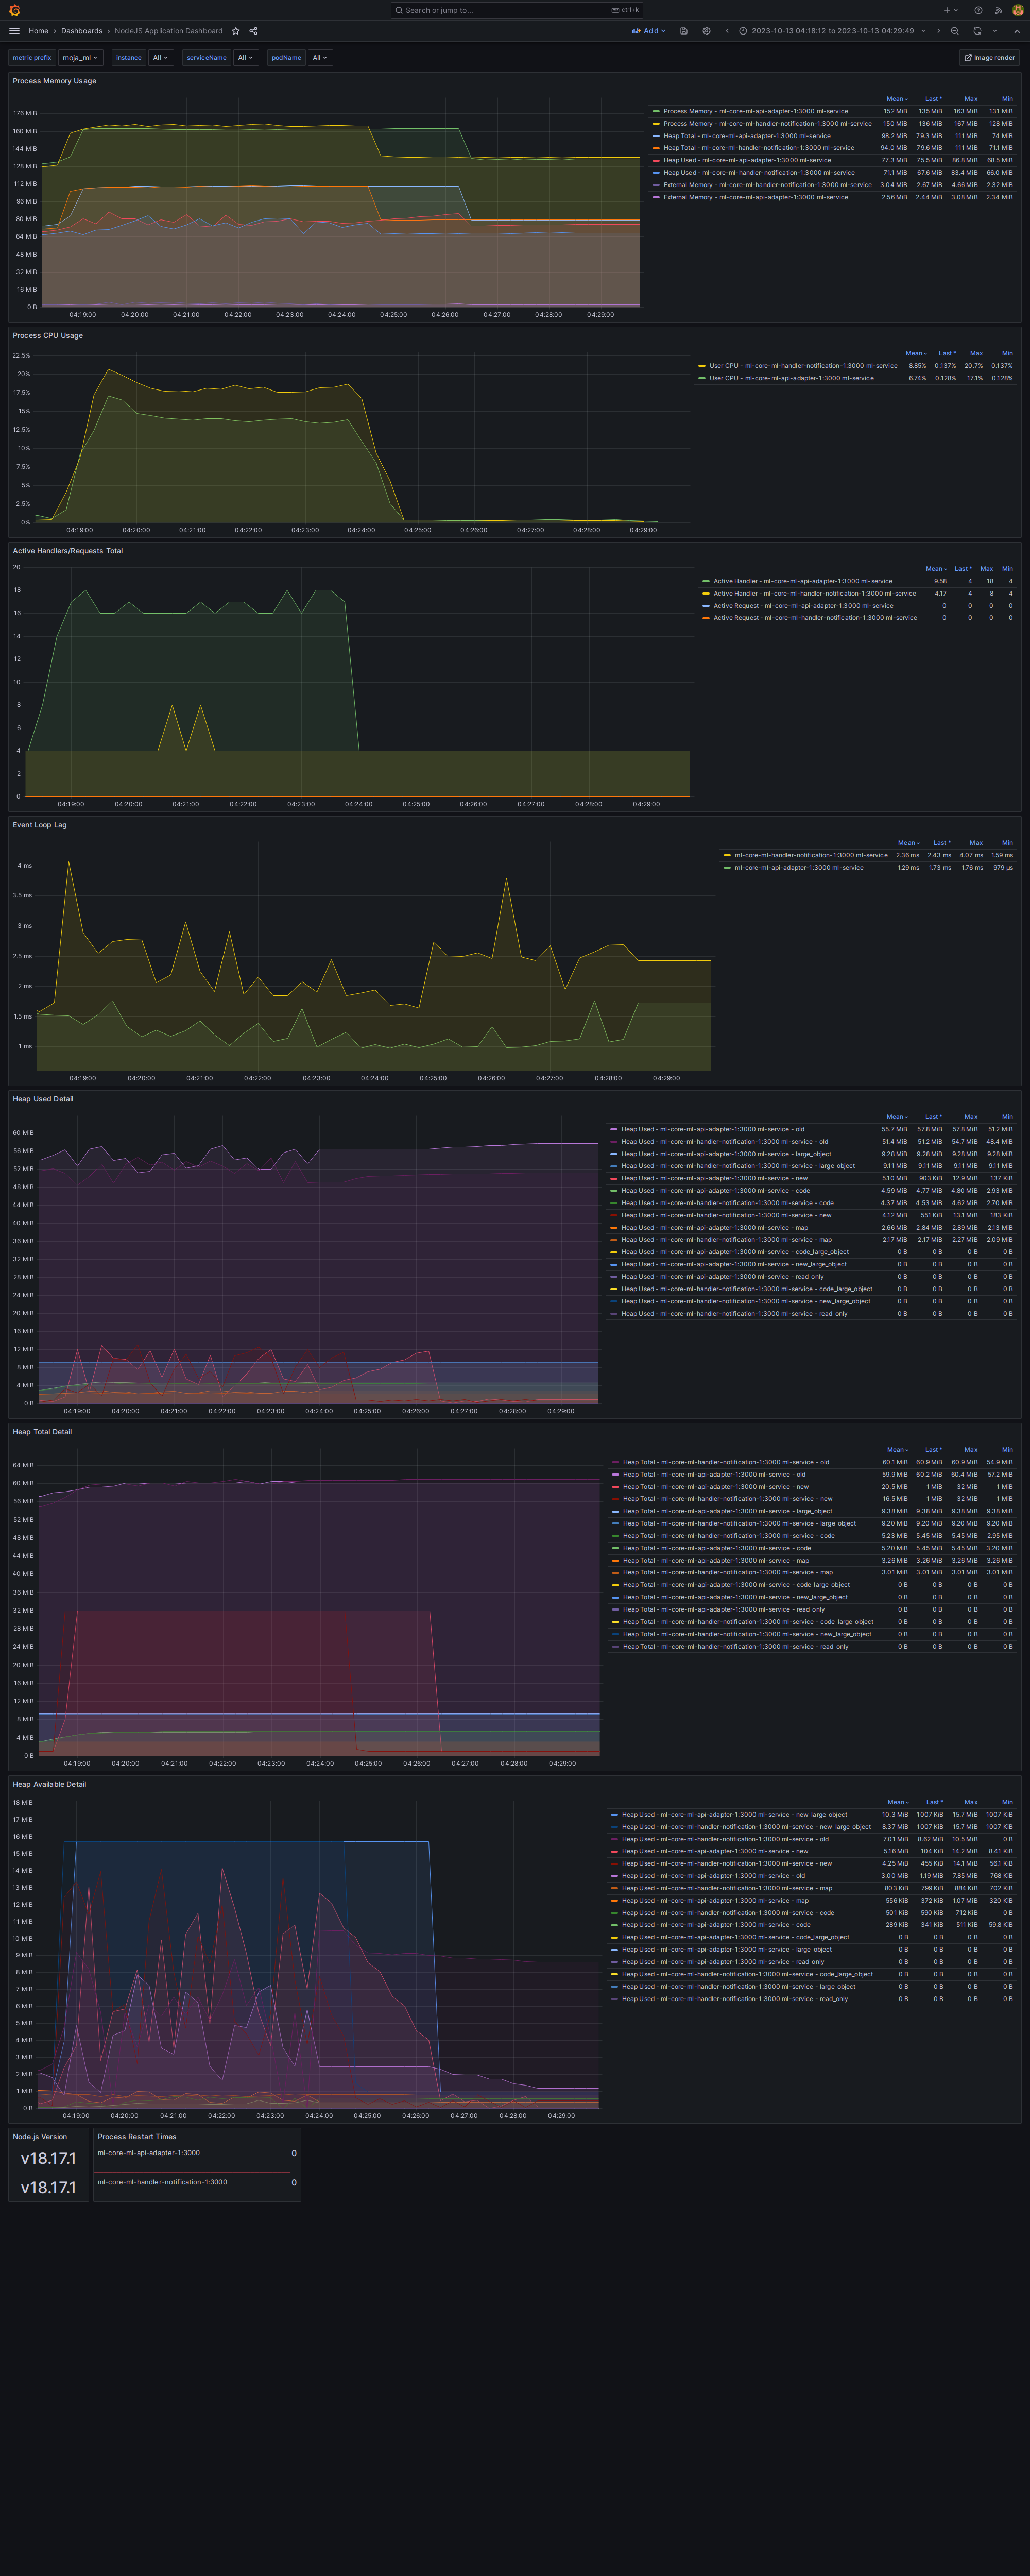 Search or jump to... ctrl+k
Home › Dashboards › NodeJS Application Dashboard
Add 2023-10-13 04:18:12 to 2023-10-13 04:29:49
metric prefix moja_ml instance All serviceName All podName All Image render
Process Memory Usage
176 MiB
160 MiB
144 MiB
128 MiB
112 MiB
96 MiB
80 MiB
64 MiB
48 MiB
32 MiB
16 MiB
0 B
04:19:00 04:20:00 04:21:00 04:22:00 04:23:00 04:24:00 04:25:00 04:26:00 04:27:00 04:28:00 04:29:00
Mean Last * Max Min
Process Memory - ml-core-ml-api-adapter-1:3000 ml-service 152 MiB 135 MiB 163 MiB 131 MiB
Process Memory - ml-core-ml-handler-notification-1:3000 ml-service 150 MiB 136 MiB 167 MiB 128 MiB
Heap Total - ml-core-ml-api-adapter-1:3000 ml-service 96.2 MiB 79.3 MiB 111 MiB 74 MiB
Heap Total - ml-core-ml-handler-notification-1:3000 ml-service 94.0 MiB 79.6 MiB 111 MiB 71.1 MiB
Heap Used - ml-core-ml-api-adapter-1:3000 ml-service 77.3 MiB 75.5 MiB 86.8 MiB 68.5 MiB
Heap Used - ml-core-ml-handler-notification-1:3000 ml-service 71.1 MiB 67.6 MiB 83.4 MiB 66.0 MiB
External Memory - ml-core-ml-handler-notification-1:3000 ml-service 3.04 MiB 2.67 MiB 4.66 MiB 2.32 MiB
External Memory - ml-core-ml-api-adapter-1:3000 ml-service 2.56 MiB 2.44 MiB 3.08 MiB 2.34 MiB
Process CPU Usage
22.5%
20%
17.5%
15%
12.5%
10%
7.5%
5%
2.5%
0%
04:19:00 04:20:00 04:21:00 04:22:00 04:23:00 04:24:00 04:25:00 04:26:00 04:27:00 04:28:00 04:29:00
Mean Last * Max Min
User CPU - ml-core-ml-handler-notification-1:3000 ml-service 8.85% 0.137% 20.7% 0.137%
User CPU - ml-core-ml-api-adapter-1:3000 ml-service 6.74% 0.128% 17.1% 0.128%
Active Handlers/Requests Total
20
18
16
14
12
10
8
6
4
2
0
04:19:00 04:20:00 04:21:00 04:22:00 04:23:00 04:24:00 04:25:00 04:26:00 04:27:00 04:28:00 04:29:00
Mean Last * Max Min
Active Handler - ml-core-ml-api-adapter-1:3000 ml-service 9.58 4 18 4
Active Handler - ml-core-ml-handler-notification-1:3000 ml-service 4.17 4 8 4
Active Request - ml-core-ml-api-adapter-1:3000 ml-service 0 0 0 0
Active Request - ml-core-ml-handler-notification-1:3000 ml-service 0 0 0 0
Event Loop Lag
4 ms
3.5 ms
3 ms
2.5 ms
2 ms
1.5 ms
1 ms
04:19:00 04:20:00 04:21:00 04:22:00 04:23:00 04:24:00 04:25:00 04:26:00 04:27:00 04:28:00 04:29:00
Mean Last * Max Min
ml-core-ml-handler-notification-1:3000 ml-service 2.36 ms 2.43 ms 4.07 ms 1.59 ms
ml-core-ml-api-adapter-1:3000 ml-service 1.29 ms 1.73 ms 1.76 ms 979 µs
Heap Used Detail
60 MiB
56 MiB
52 MiB
48 MiB
44 MiB
40 MiB
36 MiB
32 MiB
28 MiB
24 MiB
20 MiB
16 MiB
12 MiB
8 MiB
4 MiB
0 B
04:19:00 04:20:00 04:21:00 04:22:00 04:23:00 04:24:00 04:25:00 04:26:00 04:27:00 04:28:00 04:29:00
Mean Last * Max Min
Heap Used - ml-core-ml-api-adapter-1:3000 ml-service - old 55.7 MiB 57.8 MiB 57.8 MiB 51.2 MiB
Heap Used - ml-core-ml-handler-notification-1:3000 ml-service - old 51.4 MiB 51.2 MiB 54.7 MiB 48.4 MiB
Heap Used - ml-core-ml-api-adapter-1:3000 ml-service - large_object 9.28 MiB 9.28 MiB 9.28 MiB 9.28 MiB
Heap Used - ml-core-ml-handler-notification-1:3000 ml-service - large_object 9.11 MiB 9.11 MiB 9.11 MiB 9.11 MiB
Heap Used - ml-core-ml-api-adapter-1:3000 ml-service - new 5.10 MiB 903 KiB 12.9 MiB 137 KiB
Heap Used - ml-core-ml-api-adapter-1:3000 ml-service - code 4.59 MiB 4.77 MiB 4.80 MiB 2.93 MiB
Heap Used - ml-core-ml-handler-notification-1:3000 ml-service - code 4.37 MiB 4.53 MiB 4.62 MiB 2.70 MiB
Heap Used - ml-core-ml-handler-notification-1:3000 ml-service - new 4.12 MiB 551 KiB 13.1 MiB 183 KiB
Heap Used - ml-core-ml-api-adapter-1:3000 ml-service - map 2.66 MiB 2.84 MiB 2.89 MiB 2.13 MiB
Heap Used - ml-core-ml-handler-notification-1:3000 ml-service - map 2.17 MiB 2.17 MiB 2.27 MiB 2.09 MiB
Heap Used - ml-core-ml-api-adapter-1:3000 ml-service - code_large_object 0 B 0 B 0 B 0 B
Heap Used - ml-core-ml-api-adapter-1:3000 ml-service - new_large_object 0 B 0 B 0 B 0 B
Heap Used - ml-core-ml-api-adapter-1:3000 ml-service - read_only 0 B 0 B 0 B 0 B
Heap Used - ml-core-ml-handler-notification-1:3000 ml-service - code_large_object 0 B 0 B 0 B 0 B
Heap Used - ml-core-ml-handler-notification-1:3000 ml-service - new_large_object 0 B 0 B 0 B 0 B
Heap Used - ml-core-ml-handler-notification-1:3000 ml-service - read_only 0 B 0 B 0 B 0 B
Heap Total Detail
64 MiB
60 MiB
56 MiB
52 MiB
48 MiB
44 MiB
40 MiB
36 MiB
32 MiB
28 MiB
24 MiB
20 MiB
16 MiB
12 MiB
8 MiB
4 MiB
0 B
04:19:00 04:20:00 04:21:00 04:22:00 04:23:00 04:24:00 04:25:00 04:26:00 04:27:00 04:28:00 04:29:00
Mean Last * Max Min
Heap Total - ml-core-ml-handler-notification-1:3000 ml-service - old 60.1 MiB 60.9 MiB 60.9 MiB 54.9 MiB
Heap Total - ml-core-ml-api-adapter-1:3000 ml-service - old 59.9 MiB 60.2 MiB 60.4 MiB 57.2 MiB
Heap Total - ml-core-ml-api-adapter-1:3000 ml-service - new 20.5 MiB 1 MiB 32 MiB 1 MiB
Heap Total - ml-core-ml-handler-notification-1:3000 ml-service - new 16.5 MiB 1 MiB 32 MiB 1 MiB
Heap Total - ml-core-ml-api-adapter-1:3000 ml-service - large_object 9.38 MiB 9.38 MiB 9.38 MiB 9.38 MiB
Heap Total - ml-core-ml-handler-notification-1:3000 ml-service - large_object 9.20 MiB 9.20 MiB 9.20 MiB 9.20 MiB
Heap Total - ml-core-ml-handler-notification-1:3000 ml-service - code 5.23 MiB 5.45 MiB 5.45 MiB 2.95 MiB
Heap Total - ml-core-ml-api-adapter-1:3000 ml-service - code 5.20 MiB 5.45 MiB 5.45 MiB 3.20 MiB
Heap Total - ml-core-ml-api-adapter-1:3000 ml-service - map 3.26 MiB 3.26 MiB 3.26 MiB 3.26 MiB
Heap Total - ml-core-ml-handler-notification-1:3000 ml-service - map 3.01 MiB 3.01 MiB 3.01 MiB 3.01 MiB
Heap Total - ml-core-ml-api-adapter-1:3000 ml-service - code_large_object 0 B 0 B 0 B 0 B
Heap Total - ml-core-ml-api-adapter-1:3000 ml-service - new_large_object 0 B 0 B 0 B 0 B
Heap Total - ml-core-ml-api-adapter-1:3000 ml-service - read_only 0 B 0 B 0 B 0 B
Heap Total - ml-core-ml-handler-notification-1:3000 ml-service - code_large_object 0 B 0 B 0 B 0 B
Heap Total - ml-core-ml-handler-notification-1:3000 ml-service - new_large_object 0 B 0 B 0 B 0 B
Heap Total - ml-core-ml-handler-notification-1:3000 ml-service - read_only 0 B 0 B 0 B 0 B
Heap Available Detail
18 MiB
17 MiB
16 MiB
15 MiB
14 MiB
13 MiB
12 MiB
11 MiB
10 MiB
9 MiB
8 MiB
7 MiB
6 MiB
5 MiB
4 MiB
3 MiB
2 MiB
1 MiB
0 B
04:19:00 04:20:00 04:21:00 04:22:00 04:23:00 04:24:00 04:25:00 04:26:00 04:27:00 04:28:00 04:29:00
Mean Last * Max Min
Heap Used - ml-core-ml-api-adapter-1:3000 ml-service - new_large_object 10.3 MiB 1007 KiB 15.7 MiB 1007 KiB
Heap Used - ml-core-ml-handler-notification-1:3000 ml-service - new_large_object 8.37 MiB 1007 KiB 15.7 MiB 1007 KiB
Heap Used - ml-core-ml-handler-notification-1:3000 ml-service - old 7.01 MiB 8.62 MiB 10.5 MiB 0 B
Heap Used - ml-core-ml-api-adapter-1:3000 ml-service - new 5.16 MiB 104 KiB 14.2 MiB 8.41 KiB
Heap Used - ml-core-ml-handler-notification-1:3000 ml-service - new 4.25 MiB 455 KiB 14.1 MiB 56.1 KiB
Heap Used - ml-core-ml-api-adapter-1:3000 ml-service - old 3.00 MiB 1.19 MiB 7.85 MiB 768 KiB
Heap Used - ml-core-ml-handler-notification-1:3000 ml-service - map 803 KiB 799 KiB 884 KiB 702 KiB
Heap Used - ml-core-ml-api-adapter-1:3000 ml-service - map 556 KiB 372 KiB 1.07 MiB 320 KiB
Heap Used - ml-core-ml-handler-notification-1:3000 ml-service - code 501 KiB 590 KiB 712 KiB 0 B
Heap Used - ml-core-ml-api-adapter-1:3000 ml-service - code 289 KiB 341 KiB 511 KiB 59.8 KiB
Heap Used - ml-core-ml-api-adapter-1:3000 ml-service - code_large_object 0 B 0 B 0 B 0 B
Heap Used - ml-core-ml-api-adapter-1:3000 ml-service - large_object 0 B 0 B 0 B 0 B
Heap Used - ml-core-ml-api-adapter-1:3000 ml-service - read_only 0 B 0 B 0 B 0 B
Heap Used - ml-core-ml-handler-notification-1:3000 ml-service - code_large_object 0 B 0 B 0 B 0 B
Heap Used - ml-core-ml-handler-notification-1:3000 ml-service - large_object 0 B 0 B 0 B 0 B
Heap Used - ml-core-ml-handler-notification-1:3000 ml-service - read_only 0 B 0 B 0 B 0 B
Node.js Version
v18.17.1
v18.17.1
Process Restart Times
ml-core-ml-api-adapter-1:3000 0
ml-core-ml-handler-notification-1:3000 0